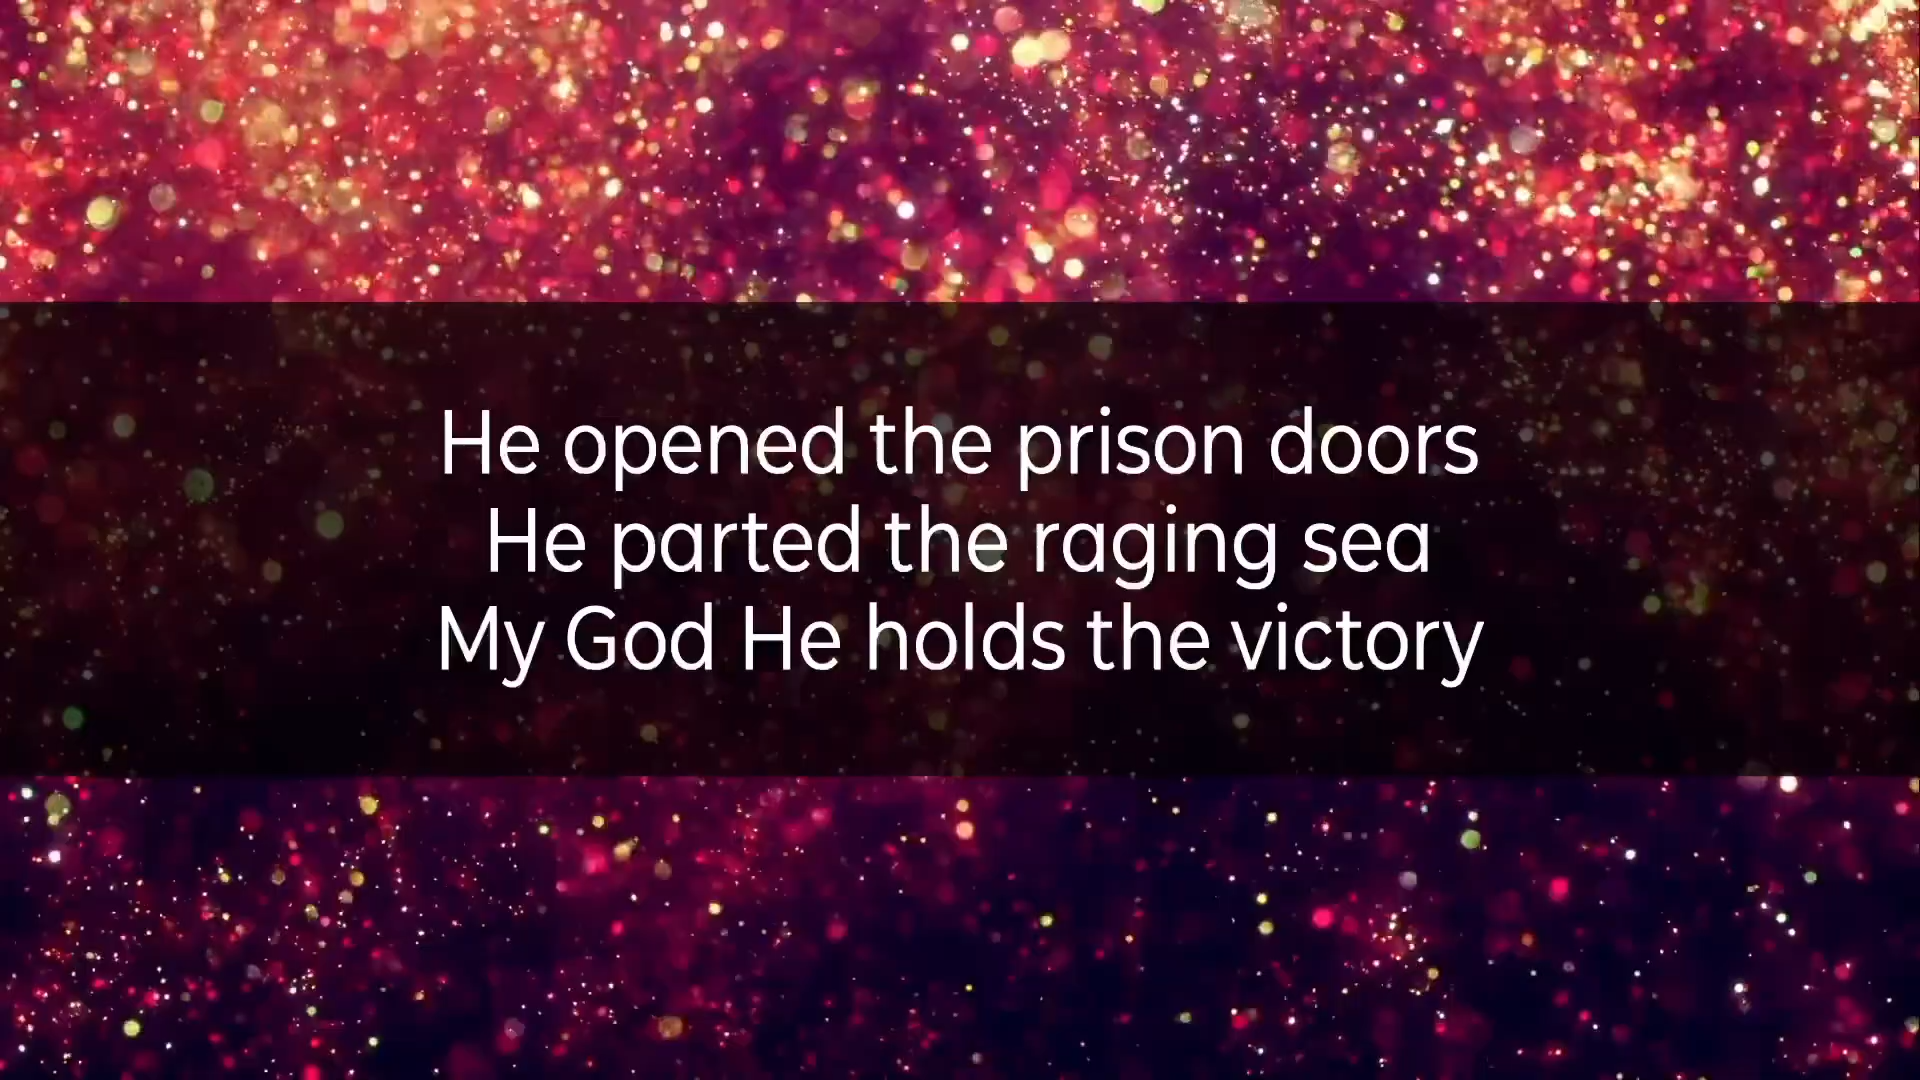 He opened the prison doors
He parted the raging sea
My God He holds the victory